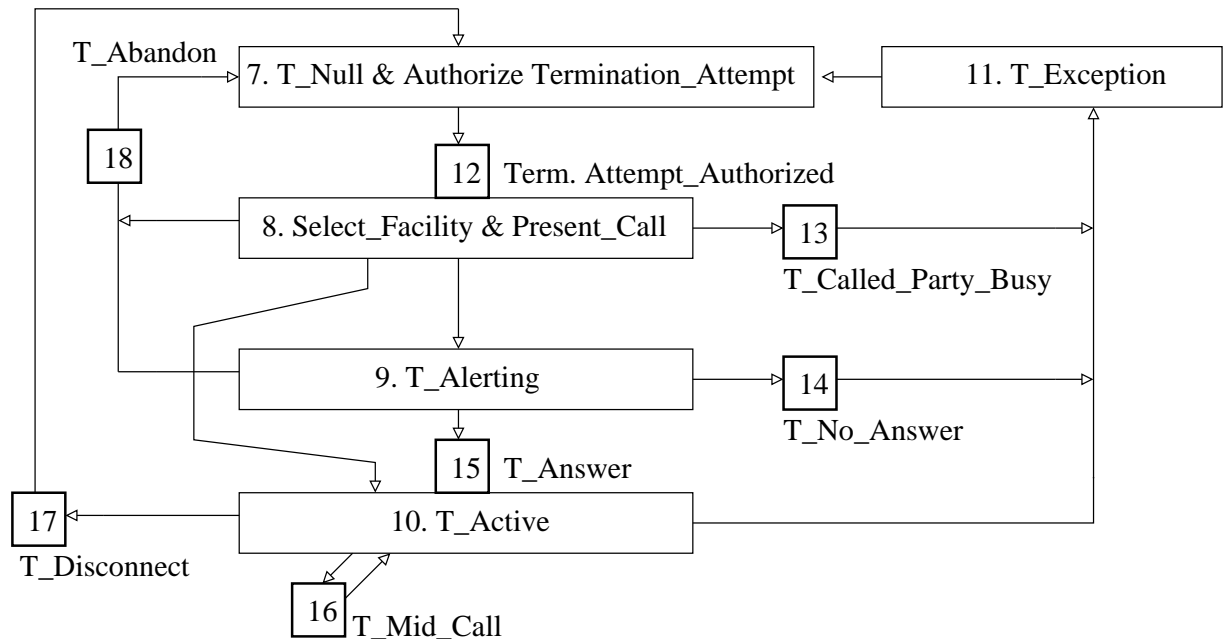 T_Abandon
7. T_Null & Authorize Termination_Attempt
11. T_Exception
18
12
Term. Attempt_Authorized
8. Select_Facility & Present_Call
13
T_Called_Party_Busy
9. T_Alerting
14
T_No_Answer
15
T_Answer
17
10. T_Active
T_Disconnect
16
T_Mid_Call